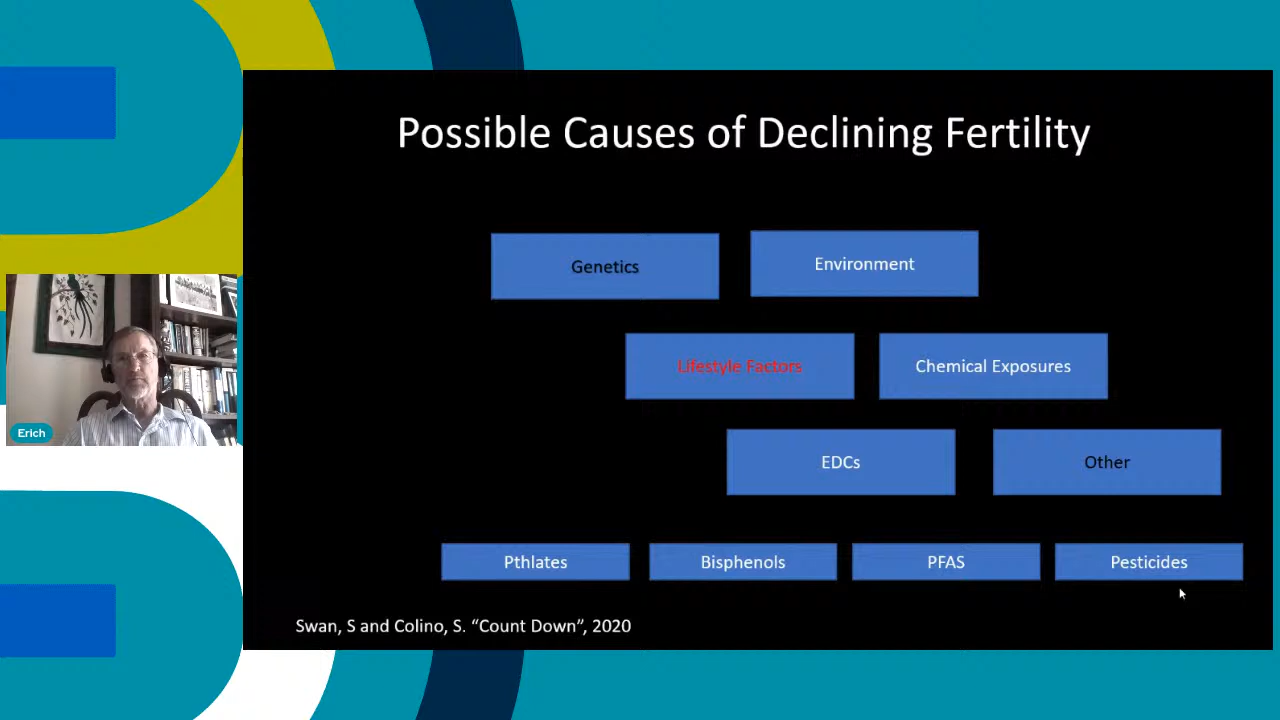 Possible Causes of Declining Fertility
Genetics
Environment
Lifestyle Factors
Chemical Exposures
EDCs
Other
Pthlates
Bisphenols
PFAS
Pesticides
Swan, S and Colino, S. “Count Down”, 2020
Erich